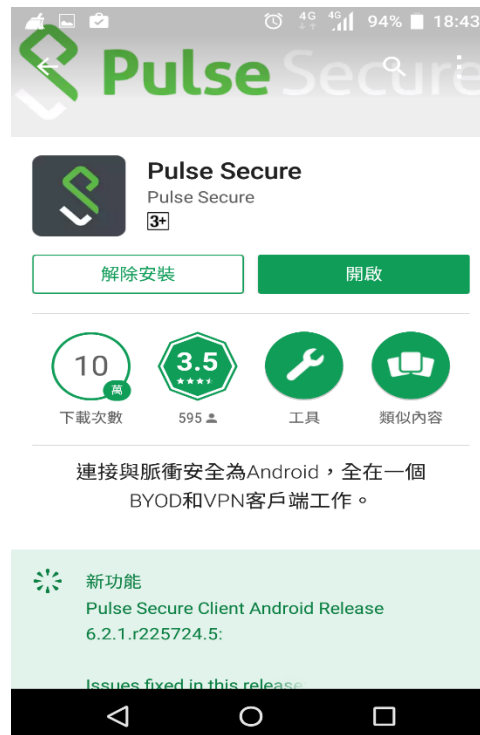 4G 4G 94% 18:43
Pulse Secure
Pulse Secure
Pulse Secure
3+
解除安裝 開啟
10 萬 3.5
下載次數 595 工具 類似內容
連接與脈衝安全為Android，全在一個
BYOD和VPN客戶端工作。
新功能
Pulse Secure Client Android Release
6.2.1.r225724.5:
Issues fixed in this release